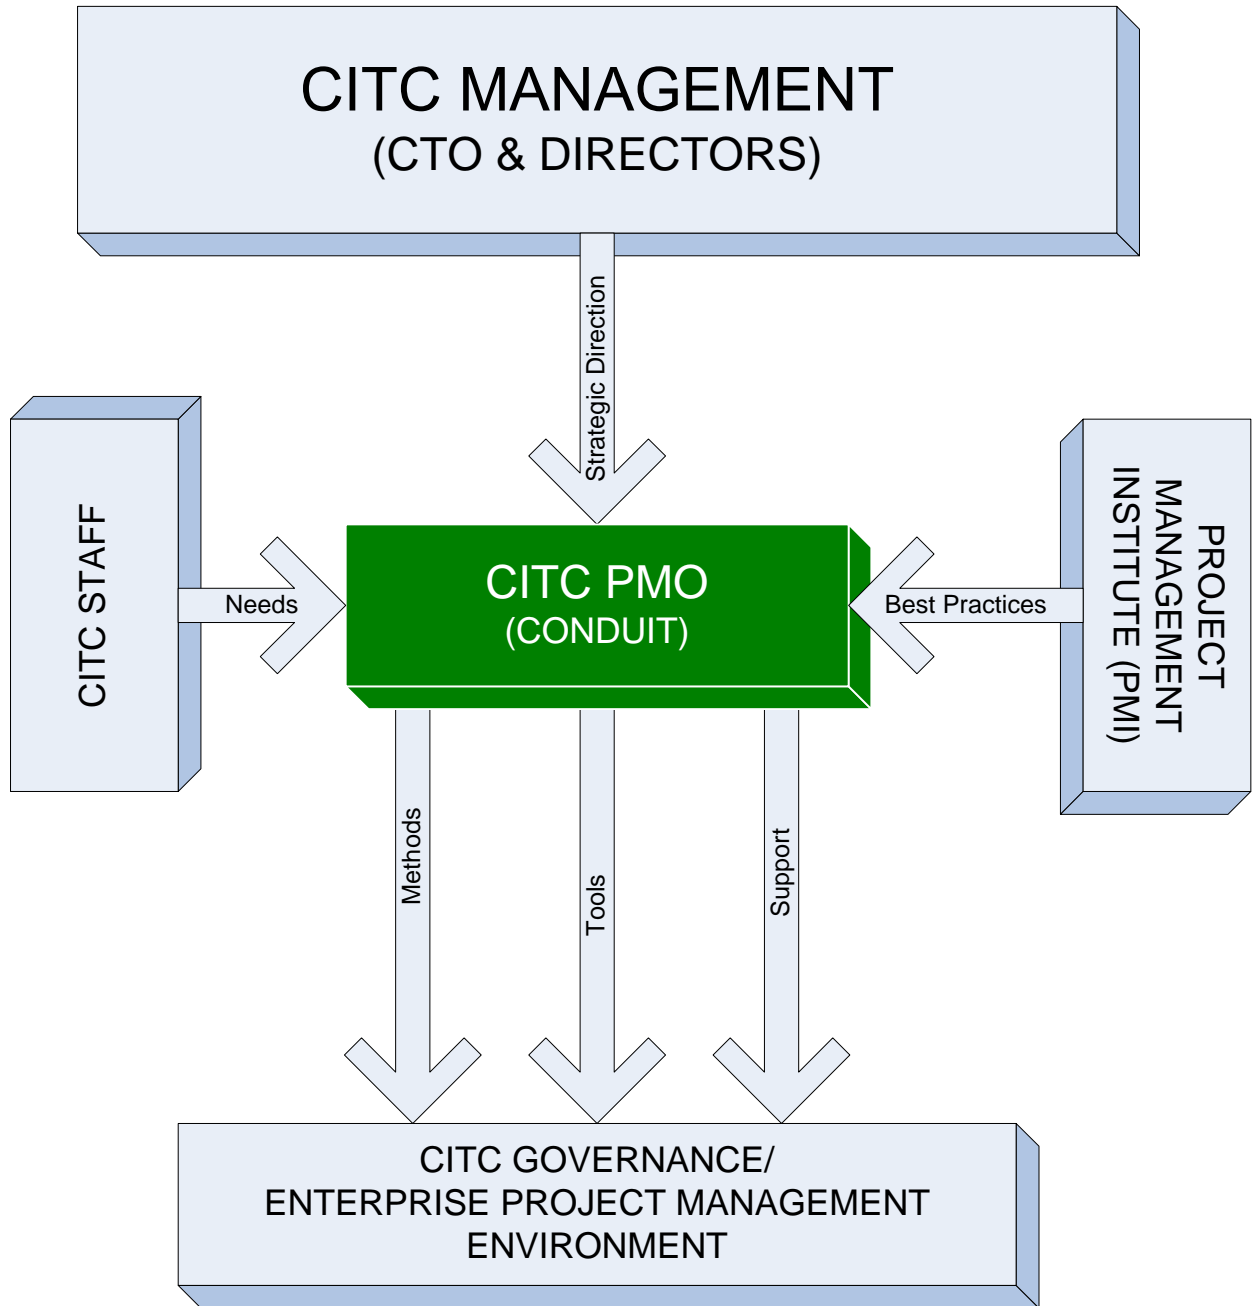 CITC MANAGEMENT
(CTO & DIRECTORS)
Strategic Direction
CITC STAFF
Needs
CITC PMO
(CONDUIT)
Best Practices
PROJECT
MANAGEMENT
INSTITUTE (PMI)
Methods
Tools
Support
CITC GOVERNANCE/
ENTERPRISE PROJECT MANAGEMENT
ENVIRONMENT